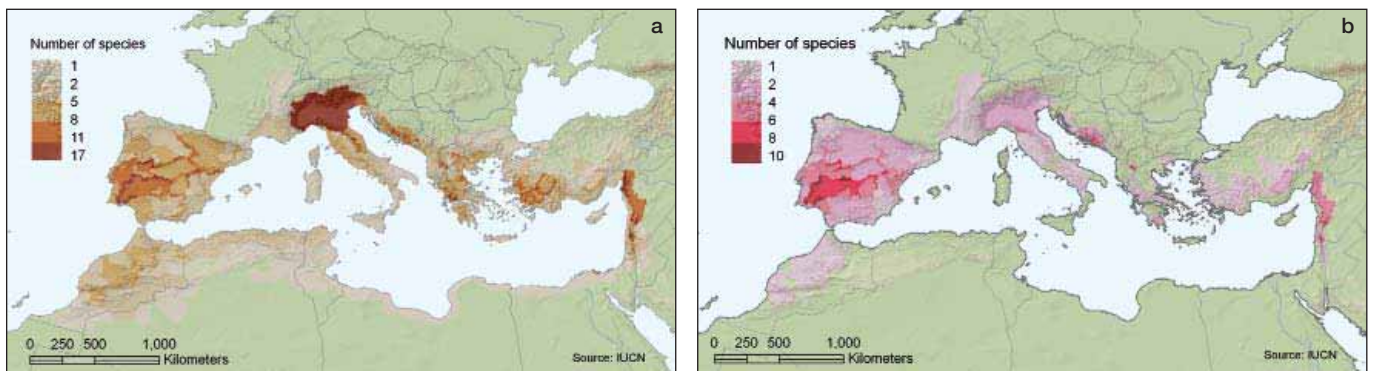 a
Number of species
1
2
5
8
11
17
0 250 500 1,000
Kilometers
Source: IUCN
b
Number of species
1
2
4
6
8
10
0 250 500 1,000
Kilometers
Source: IUCN